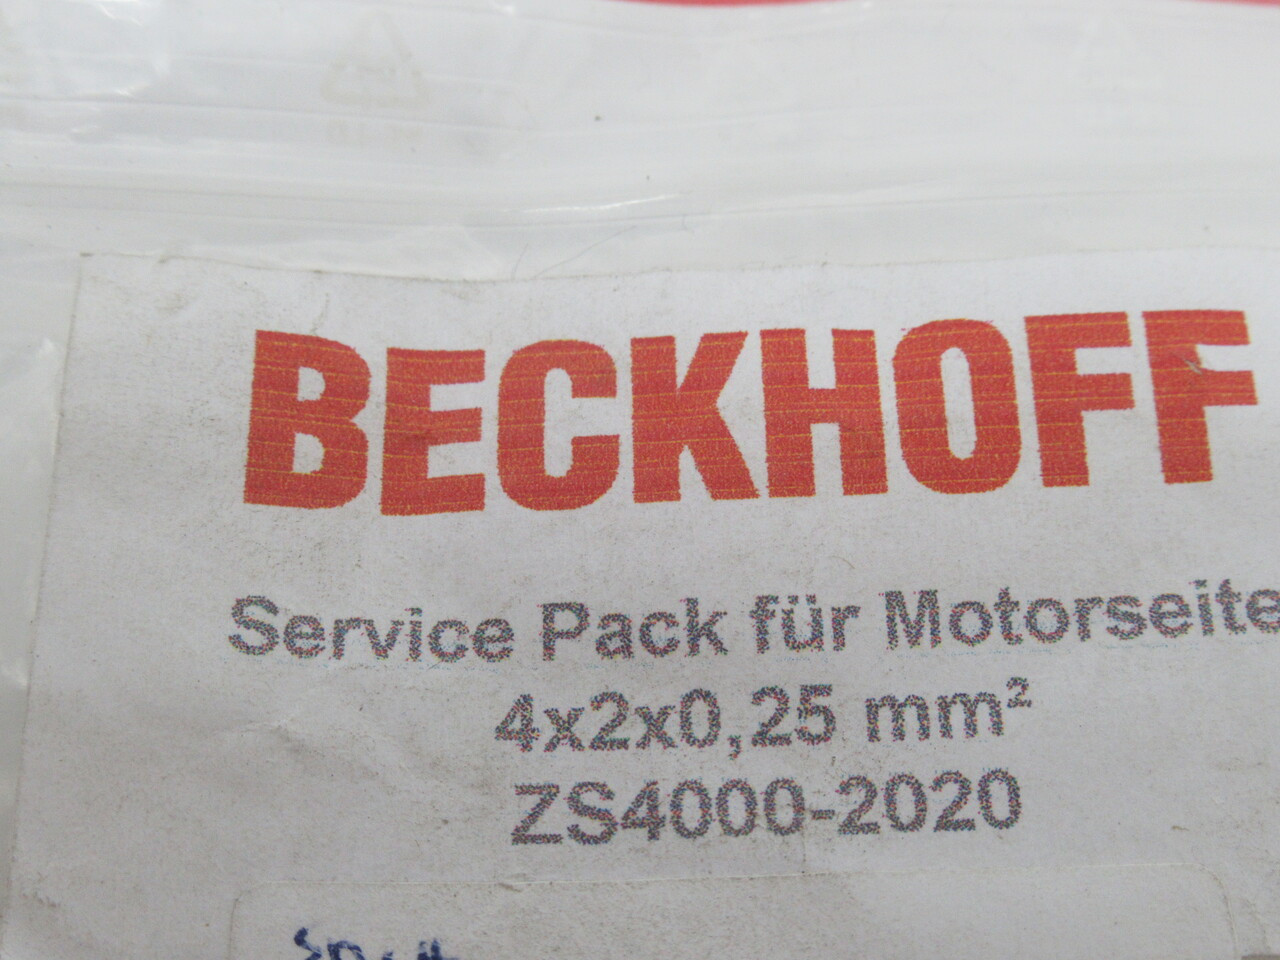 BECKHOFF
Service Pack für Motorseite
4x2x0,25 mm²
ZS4000-2020